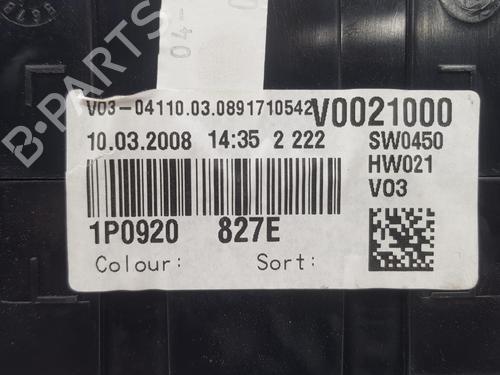 V03-04110.03.0891710542 V0021000
10.03.2008 14:35 2 222 SW0450
HW021
V03
1P0920 827E
Colour: Sort:
B-PARTS
04-